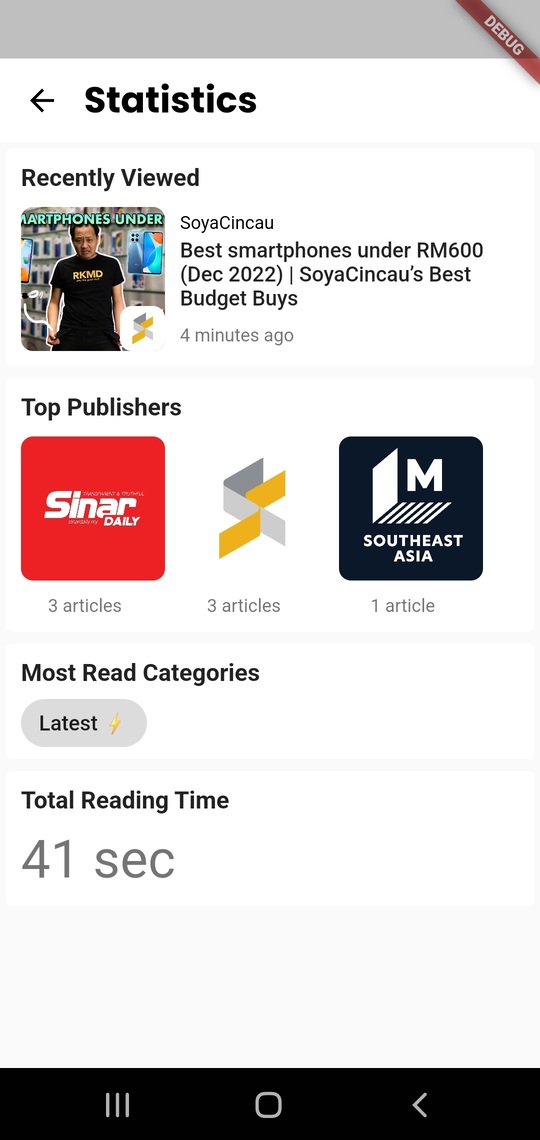 DEBUG
Statistics
Recently Viewed
MARTPHONES UNDER
RKMD
SoyaCincau
Best smartphones under RM600
(Dec 2022) | SoyaCincau’s Best
Budget Buys
4 minutes ago
Top Publishers
TRANSPARENT & TRUTHFUL
Sinar
DAILY
M
SOUTHEAST
ASIA
3 articles
3 articles
1 article
Most Read Categories
Latest ⚡
Total Reading Time
41 sec